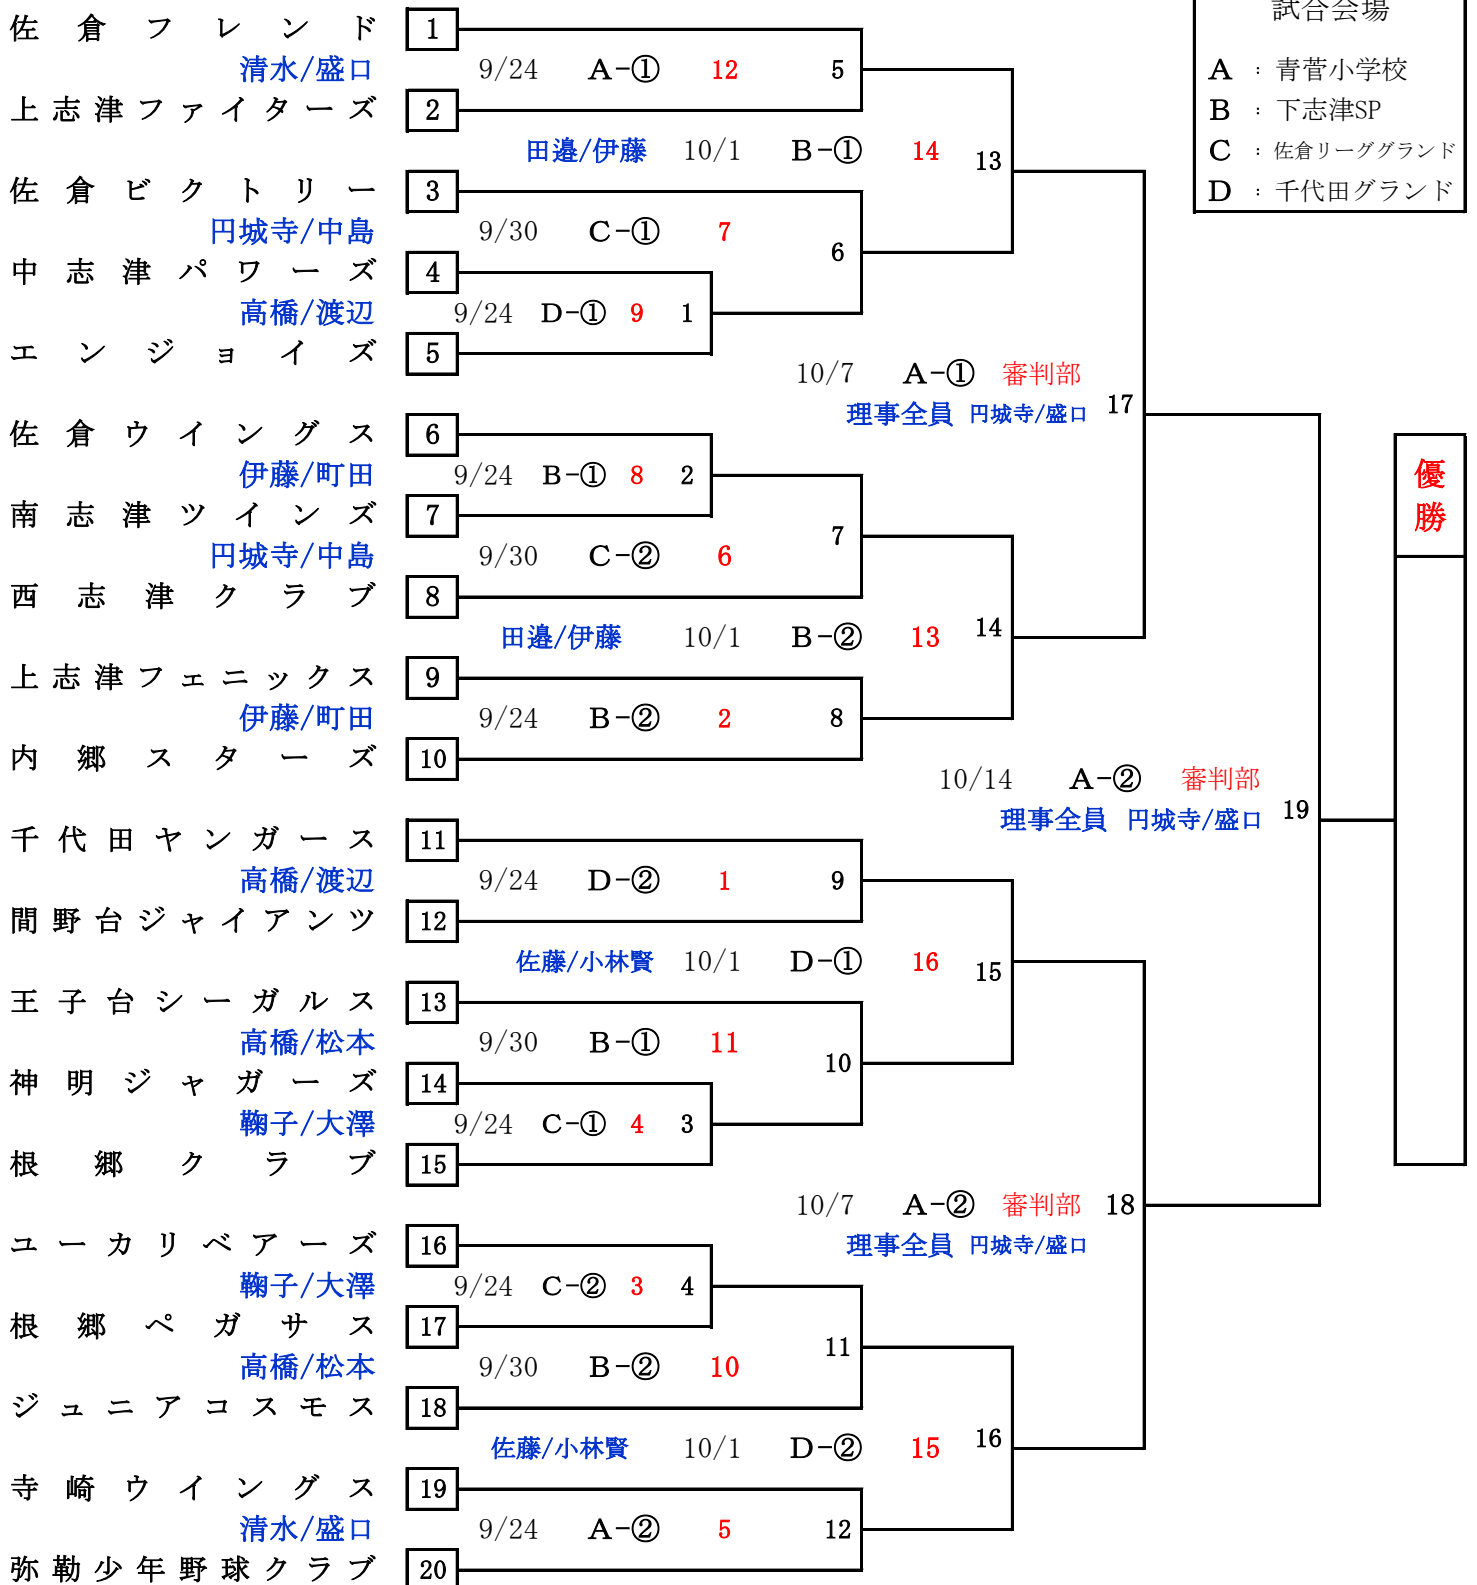 試合会場
A : 青菅小学校
B : 下志津SP
C : 佐倉リーググランド
D : 千代田グランド
佐倉フレンド 1
清水/盛口 9/24 A-① 12 5
上志津ファイターズ 2
田邉/伊藤 10/1 B-① 14 13
佐倉ビクトリー 3
円城寺/中島 9/30 C-① 7 6
中志津パワーズ 4
高橋/渡辺 9/24 D-① 9 1
エンジョイズ 5
10/7 A-① 審判部 17
理事全員 円城寺/盛口
佐倉ウイングス 6
伊藤/町田 9/24 B-① 8 2
南志津ツインズ 7
円城寺/中島 9/30 C-② 6 7
西志津クラブ 8
田邉/伊藤 10/1 B-② 13 14
上志津フェニックス 9
伊藤/町田 9/24 B-② 2 8
内郷スターズ 10
10/14 A-② 審判部 19
理事全員 円城寺/盛口
優勝
千代田ヤンガース 11
高橋/渡辺 9/24 D-② 1 9
間野台ジャイアンツ 12
佐藤/小林賢 10/1 D-① 16 15
王子台シーガルス 13
高橋/松本 9/30 B-① 11 10
神明ジャガーズ 14
鞠子/大澤 9/24 C-① 4 3
根郷クラブ 15
10/7 A-② 審判部 18
理事全員 円城寺/盛口
ユーカリベアーズ 16
鞠子/大澤 9/24 C-② 3 4
根郷ペガサス 17
高橋/松本 9/30 B-② 10 11
ジュニアコスモス 18
佐藤/小林賢 10/1 D-② 15 16
寺崎ウイングス 19
清水/盛口 9/24 A-② 5 12
弥勒少年野球クラブ 20